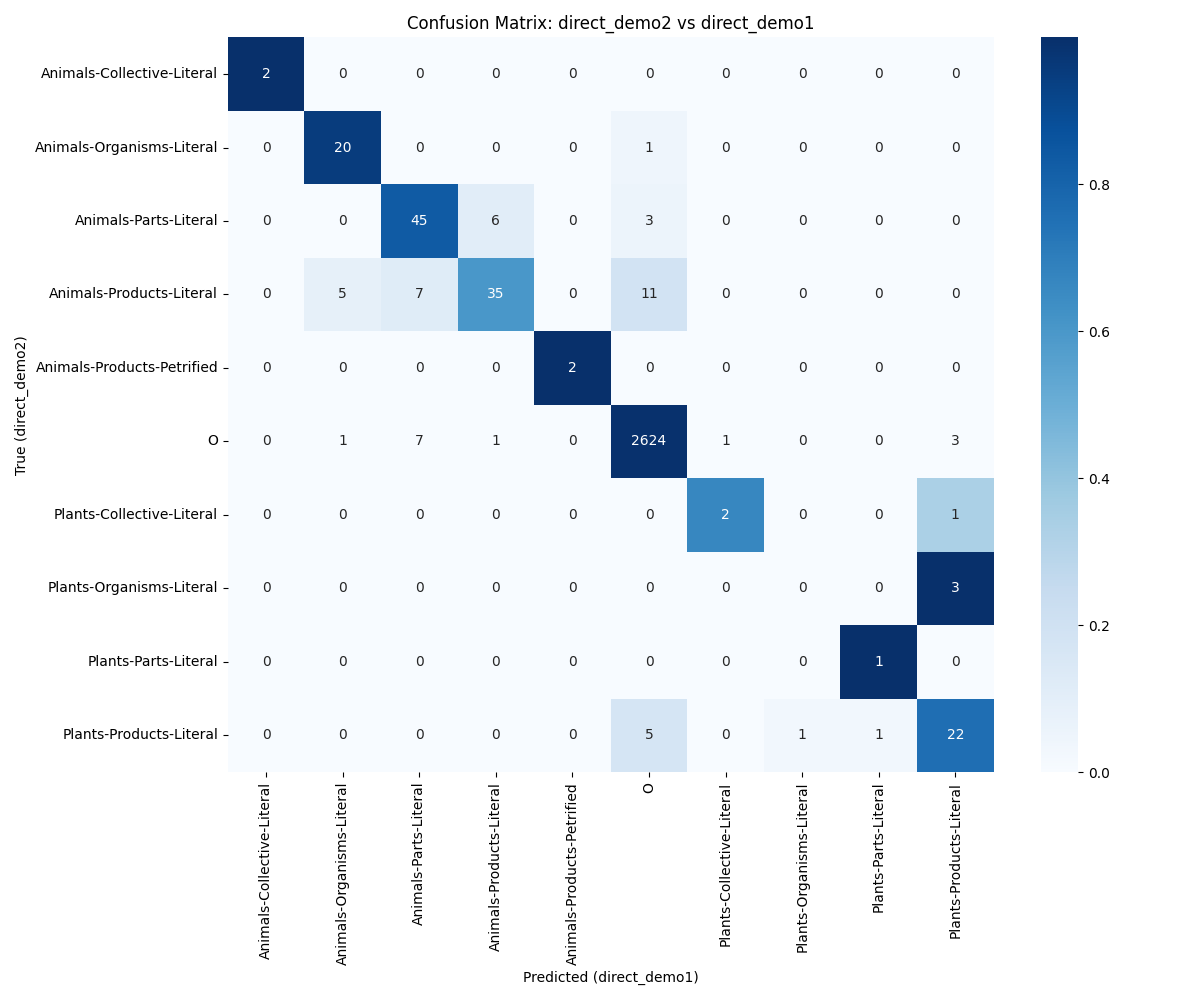 Confusion Matrix: direct_demo2 vs direct_demo1
True (direct_demo2)
Animals-Collective-Literal 2 0 0 0 0 0 0 0 0 0
Animals-Organisms-Literal 0 20 0 0 0 1 0 0 0 0
Animals-Parts-Literal 0 0 45 6 0 3 0 0 0 0
Animals-Products-Literal 0 5 7 35 0 11 0 0 0 0
Animals-Products-Petrified 0 0 0 0 2 0 0 0 0 0
O 0 1 7 1 0 2624 1 0 0 3
Plants-Collective-Literal 0 0 0 0 0 0 2 0 0 1
Plants-Organisms-Literal 0 0 0 0 0 0 0 0 0 3
Plants-Parts-Literal 0 0 0 0 0 0 0 0 1 0
Plants-Products-Literal 0 0 0 0 0 5 0 1 1 22
Animals-Collective-Literal
Animals-Organisms-Literal
Animals-Parts-Literal
Animals-Products-Literal
Animals-Products-Petrified
O
Plants-Collective-Literal
Plants-Organisms-Literal
Plants-Parts-Literal
Plants-Products-Literal
Predicted (direct_demo1)
0.8
0.6
0.4
0.2
0.0